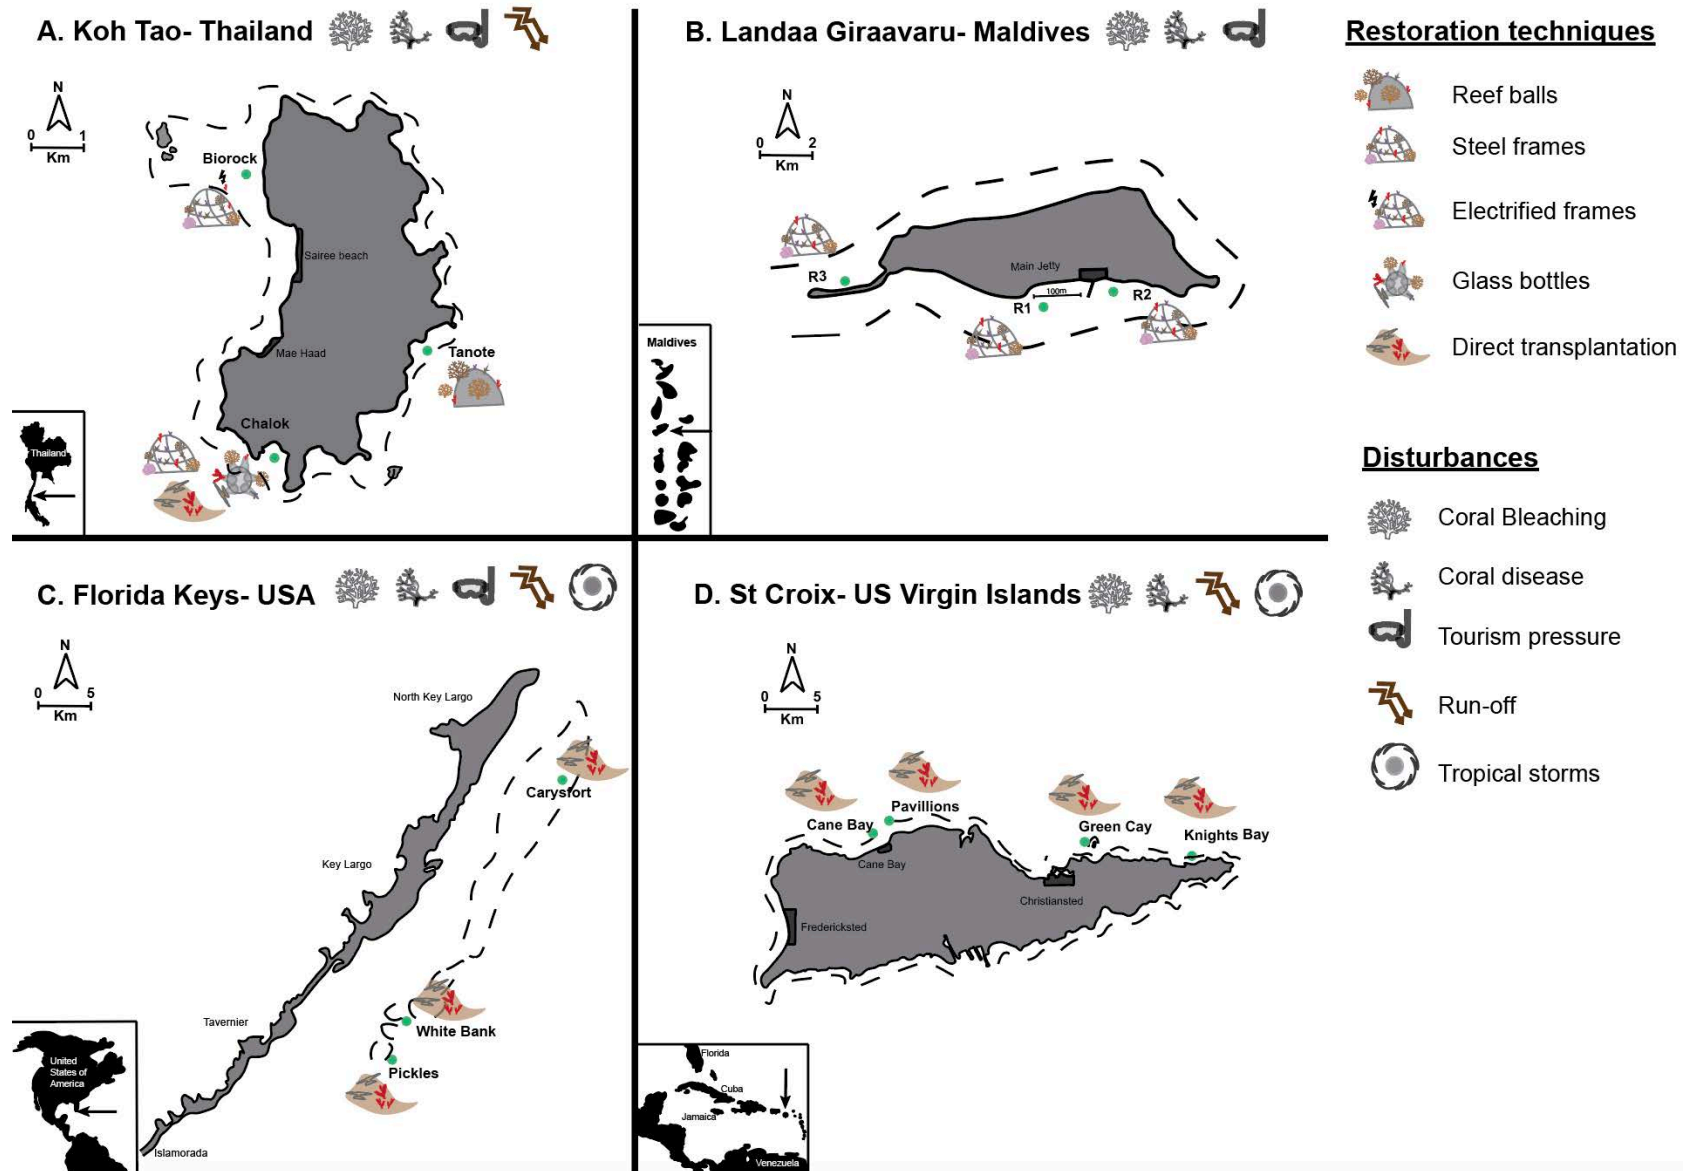 A. Koh Tao- Thailand
N
0 1
Km
Biorock
Sairee beach
Mae Haad
Tanote
Chalok
Thailand
B. Landaa Giraavaru- Maldives
N
0 2
Km
R3
Main Jetty
100m
R1
R2
Maldives
C. Florida Keys- USA
N
0 5
Km
North Key Largo
Carysfort
Key Largo
White Bank
Tavernier
Pickles
Islamorada
United
States of
America
D. St Croix- US Virgin Islands
N
0 5
Km
Pavillions
Cane Bay
Green Cay
Knights Bay
Cane Bay
Christiansted
Fredericksted
Florida
Cuba
Jamaica
Venezuela
Restoration techniques
Reef balls
Steel frames
Electrified frames
Glass bottles
Direct transplantation
Disturbances
Coral Bleaching
Coral disease
Tourism pressure
Run-off
Tropical storms